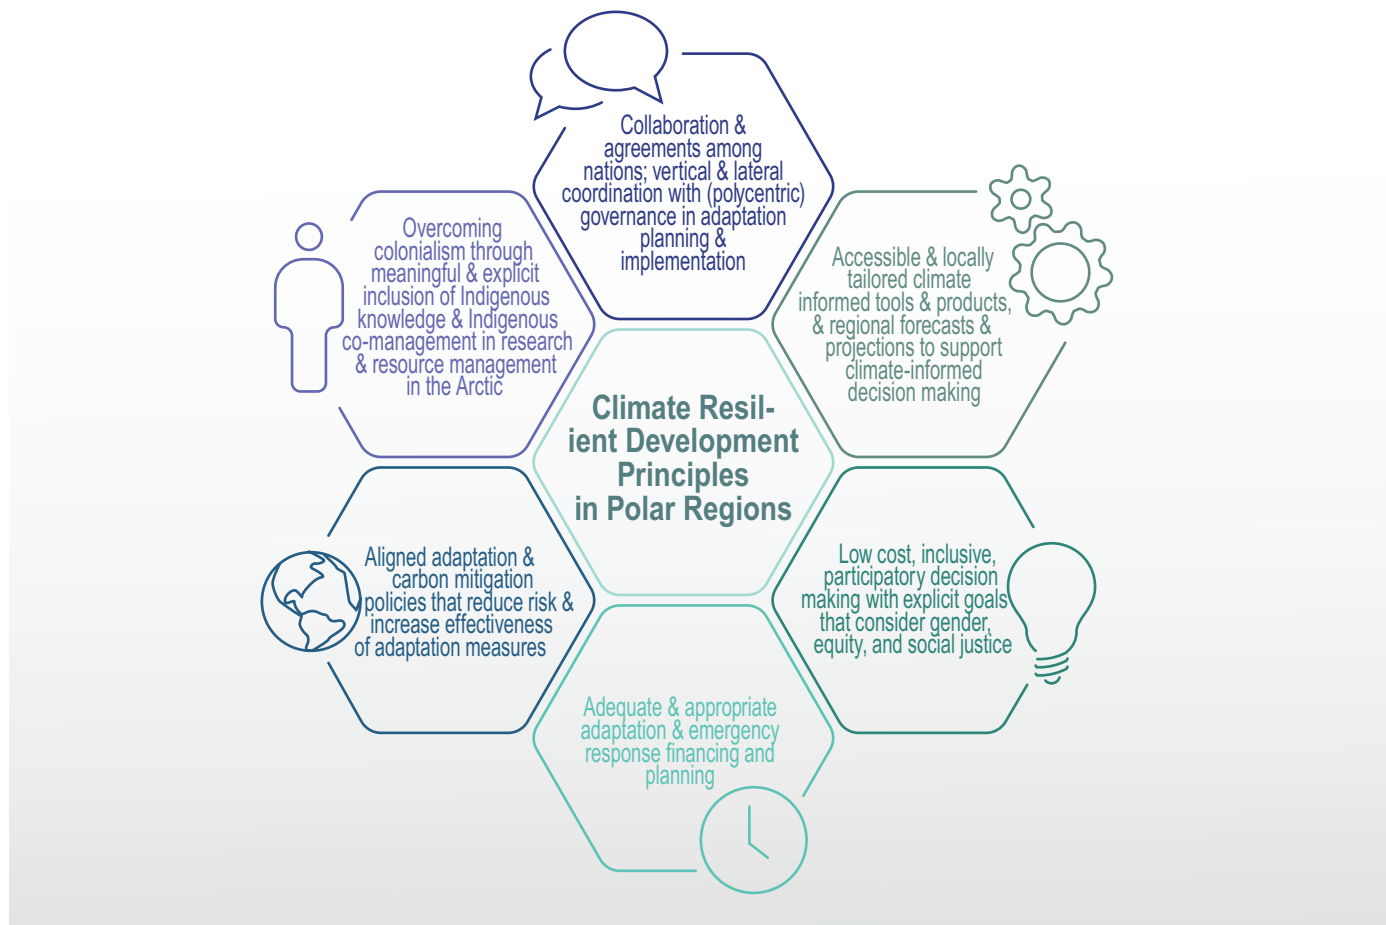 Collaboration &
agreements among
nations; vertical & lateral
coordination with (polycentric)
governance in adaptation
planning &
implementation
Overcoming
colonialism through
meaningful & explicit
inclusion of Indigenous
knowledge & Indigenous
co-management in research
& resource management
in the Arctic
Accessible & locally
tailored climate
informed tools & products,
& regional forecasts &
projections to support
climate-informed
decision making
Climate Resil-
ient Development
Principles
in Polar Regions
Aligned adaptation &
carbon mitigation
policies that reduce risk &
increase effectiveness
of adaptation measures
Low cost, inclusive,
participatory decision
making with explicit goals
that consider gender,
equity, and social justice
Adequate & appropriate
adaptation & emergency
response financing and
planning